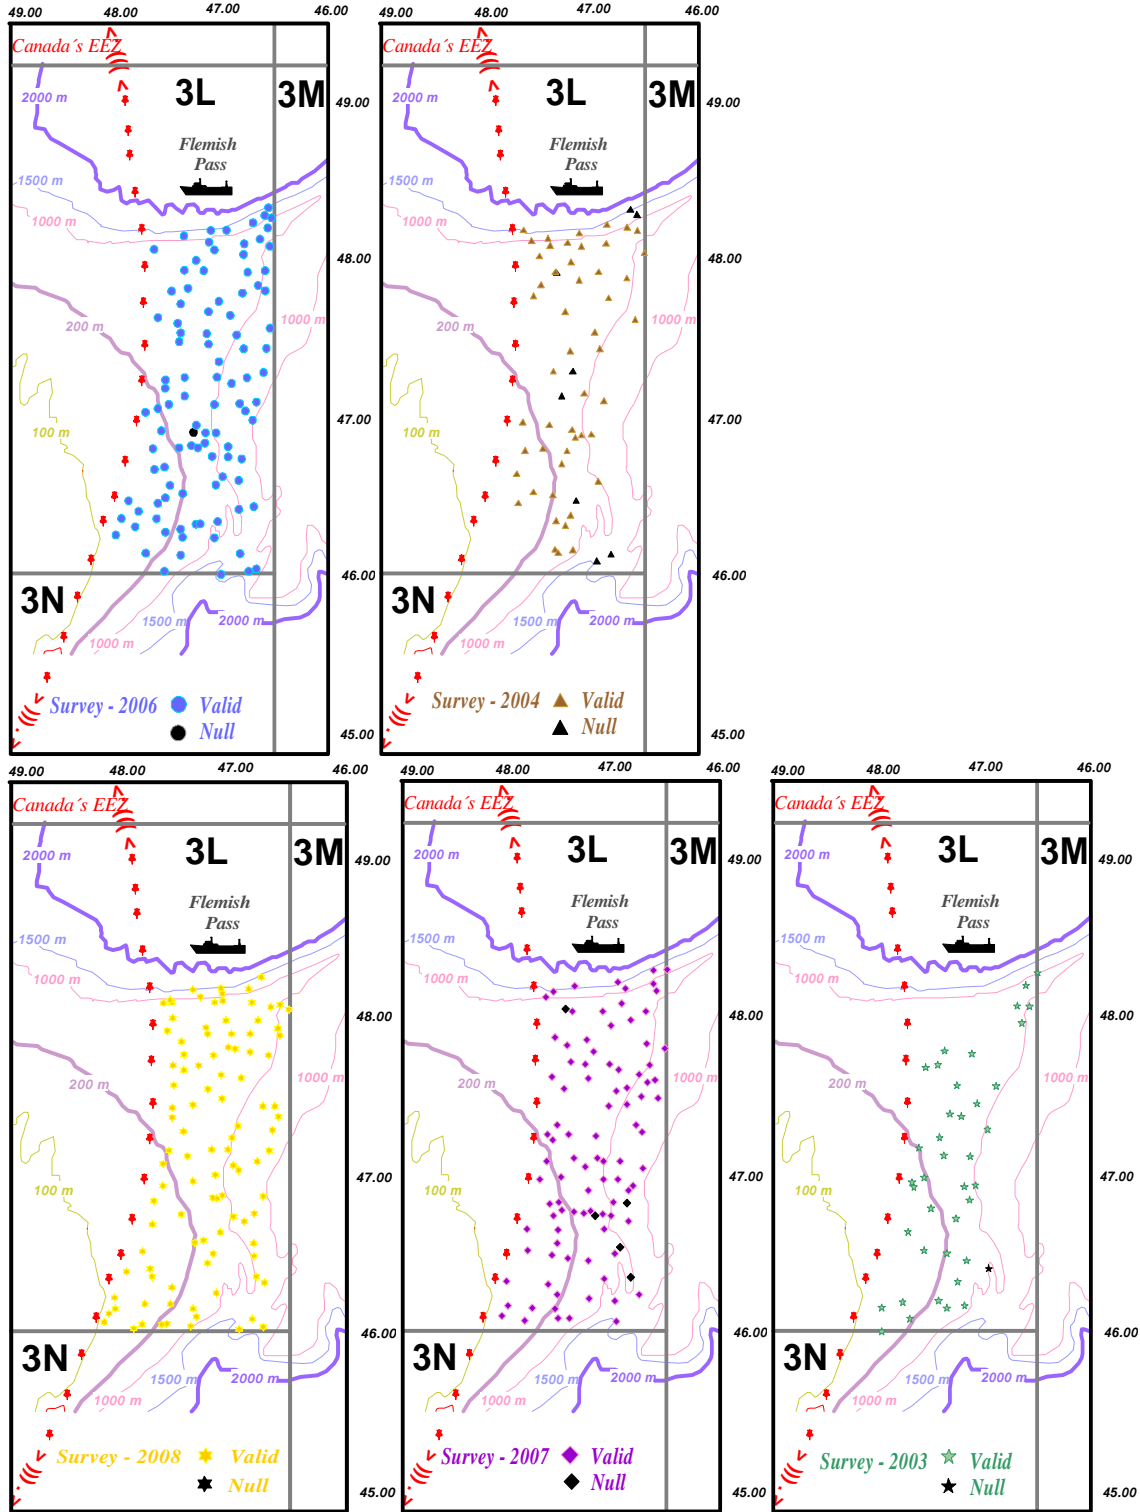 49.00 48.00 47.00 46.00
Canada´s EEZ
3L 3M
2000 m
49.00
Flemish
Pass
1500 m
1000 m
48.00
200 m
1000 m
47.00
100 m
46.00
3N
1500 m 2000 m
1000 m
Survey - 2006 Valid
Null
45.00
49.00 48.00 47.00 46.00
Canada´s EEZ
3L 3M
2000 m
49.00
Flemish
Pass
1500 m
1000 m
48.00
200 m
1000 m
47.00
100 m
46.00
3N
1500 m 2000 m
1000 m
Survey - 2004 Valid
Null
45.00
49.00 48.00 47.00 46.00
Canada´s EEZ
3L 3M
2000 m
49.00
Flemish
Pass
1500 m
1000 m
48.00
200 m
1000 m
47.00
100 m
46.00
3N
1500 m 2000 m
1000 m
Survey - 2008 Valid
Null
45.00
49.00 48.00 47.00 46.00
Canada´s EEZ
3L 3M
2000 m
49.00
Flemish
Pass
1500 m
1000 m
48.00
200 m
1000 m
47.00
100 m
46.00
3N
1500 m 2000 m
1000 m
Survey - 2007 Valid
Null
45.00
49.00 48.00 47.00 46.00
Canada´s EEZ
3L 3M
2000 m
49.00
Flemish
Pass
1500 m
1000 m
48.00
200 m
1000 m
47.00
100 m
46.00
3N
1500 m 2000 m
1000 m
Survey - 2003 Valid
Null
45.00